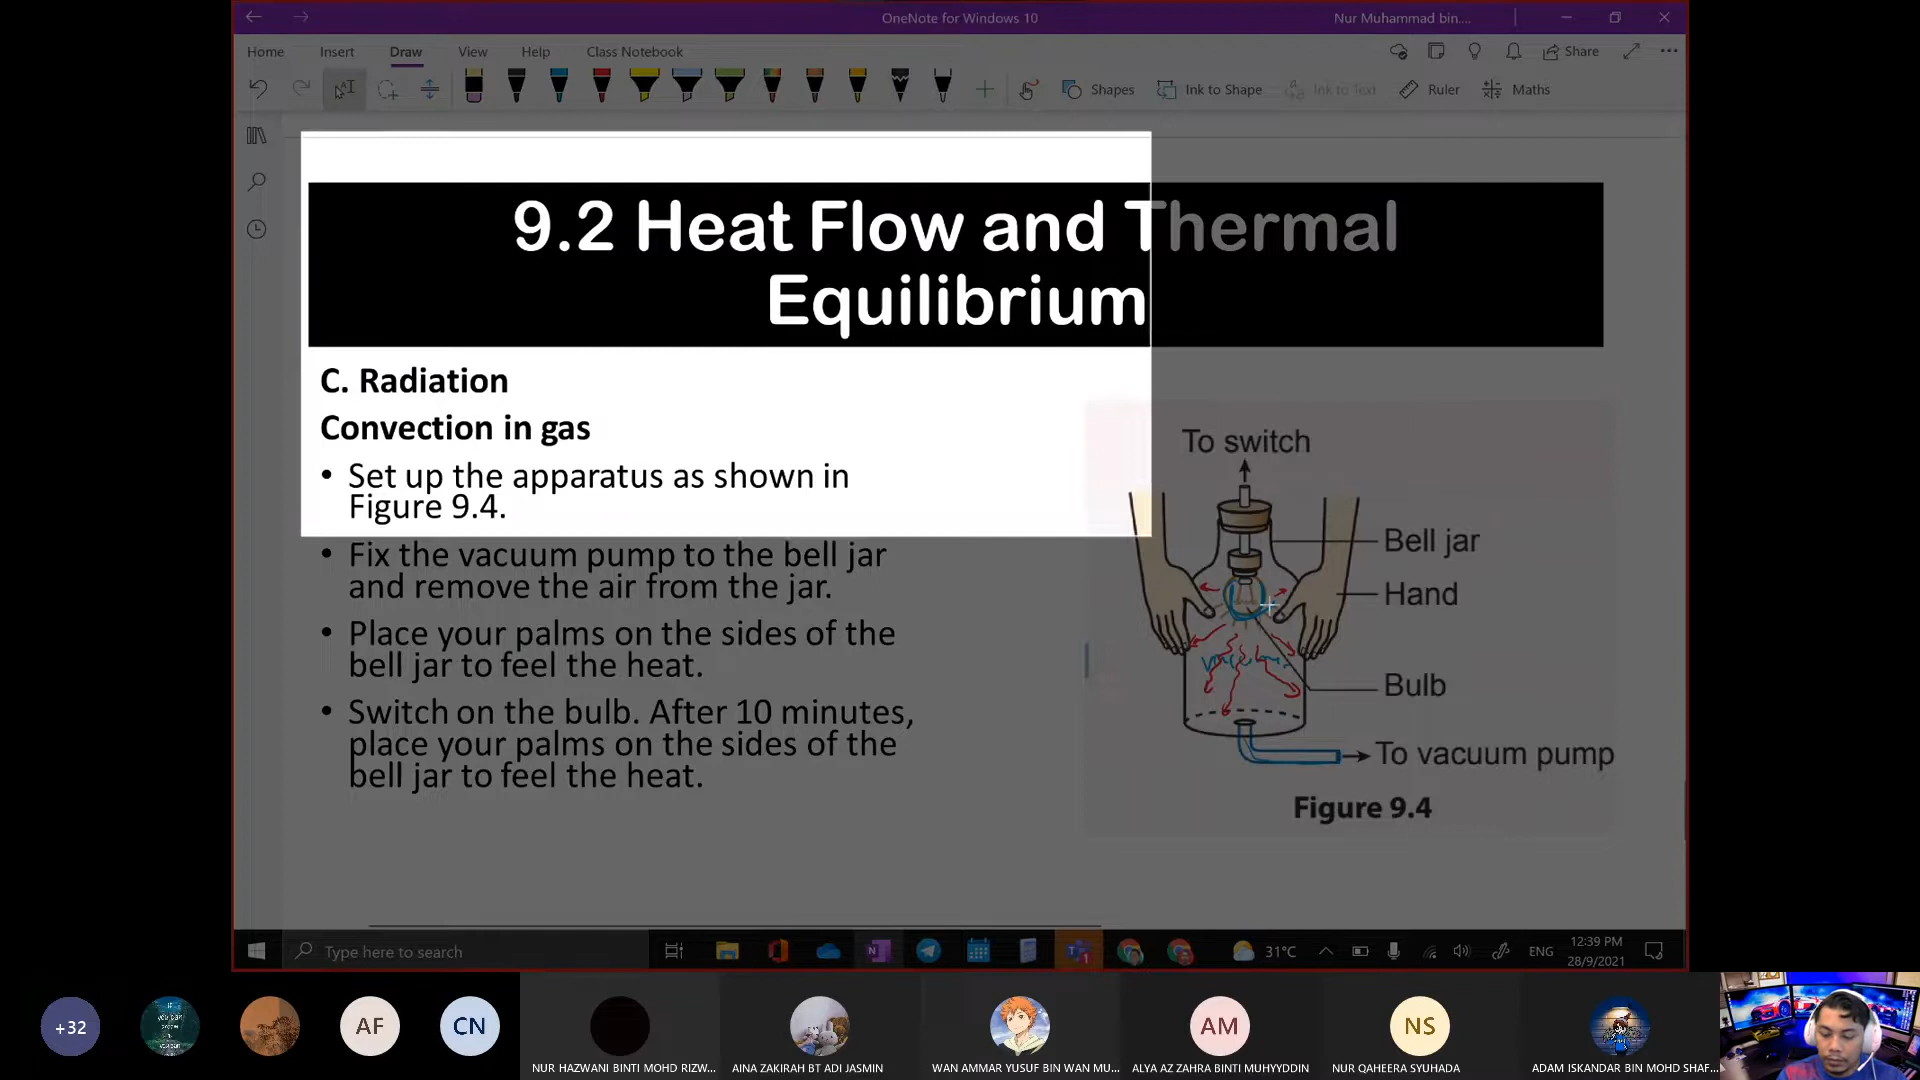 OneNote for Windows 10
Nur Muhammad bin....
Home Insert Draw View Help Class Notebook
Share
Shapes Ink to Shape Ink to Text Ruler Maths
9.2 Heat Flow and Thermal
Equilibrium
C. Radiation
Convection in gas
• Set up the apparatus as shown in
Figure 9.4.
• Fix the vacuum pump to the bell jar
and remove the air from the jar.
• Place your palms on the sides of the
bell jar to feel the heat.
• Switch on the bulb. After 10 minutes,
place your palms on the sides of the
bell jar to feel the heat.
To switch
Bell jar
Hand
Bulb
To vacuum pump
Figure 9.4
Type here to search
31°C
ENG
12:39 PM
28/9/2021
+32
AF
CN
AM
NS
NUR HAZWANI BINTI MOHD RIZW...
AINA ZAKIRAH BT ADI JASMIN
WAN AMMAR YUSUF BIN WAN MU...
ALYA AZ ZAHRA BINTI MUHYYDDIN
NUR QAHEERA SYUHADA
ADAM ISKANDAR BIN MOHD SHAF...